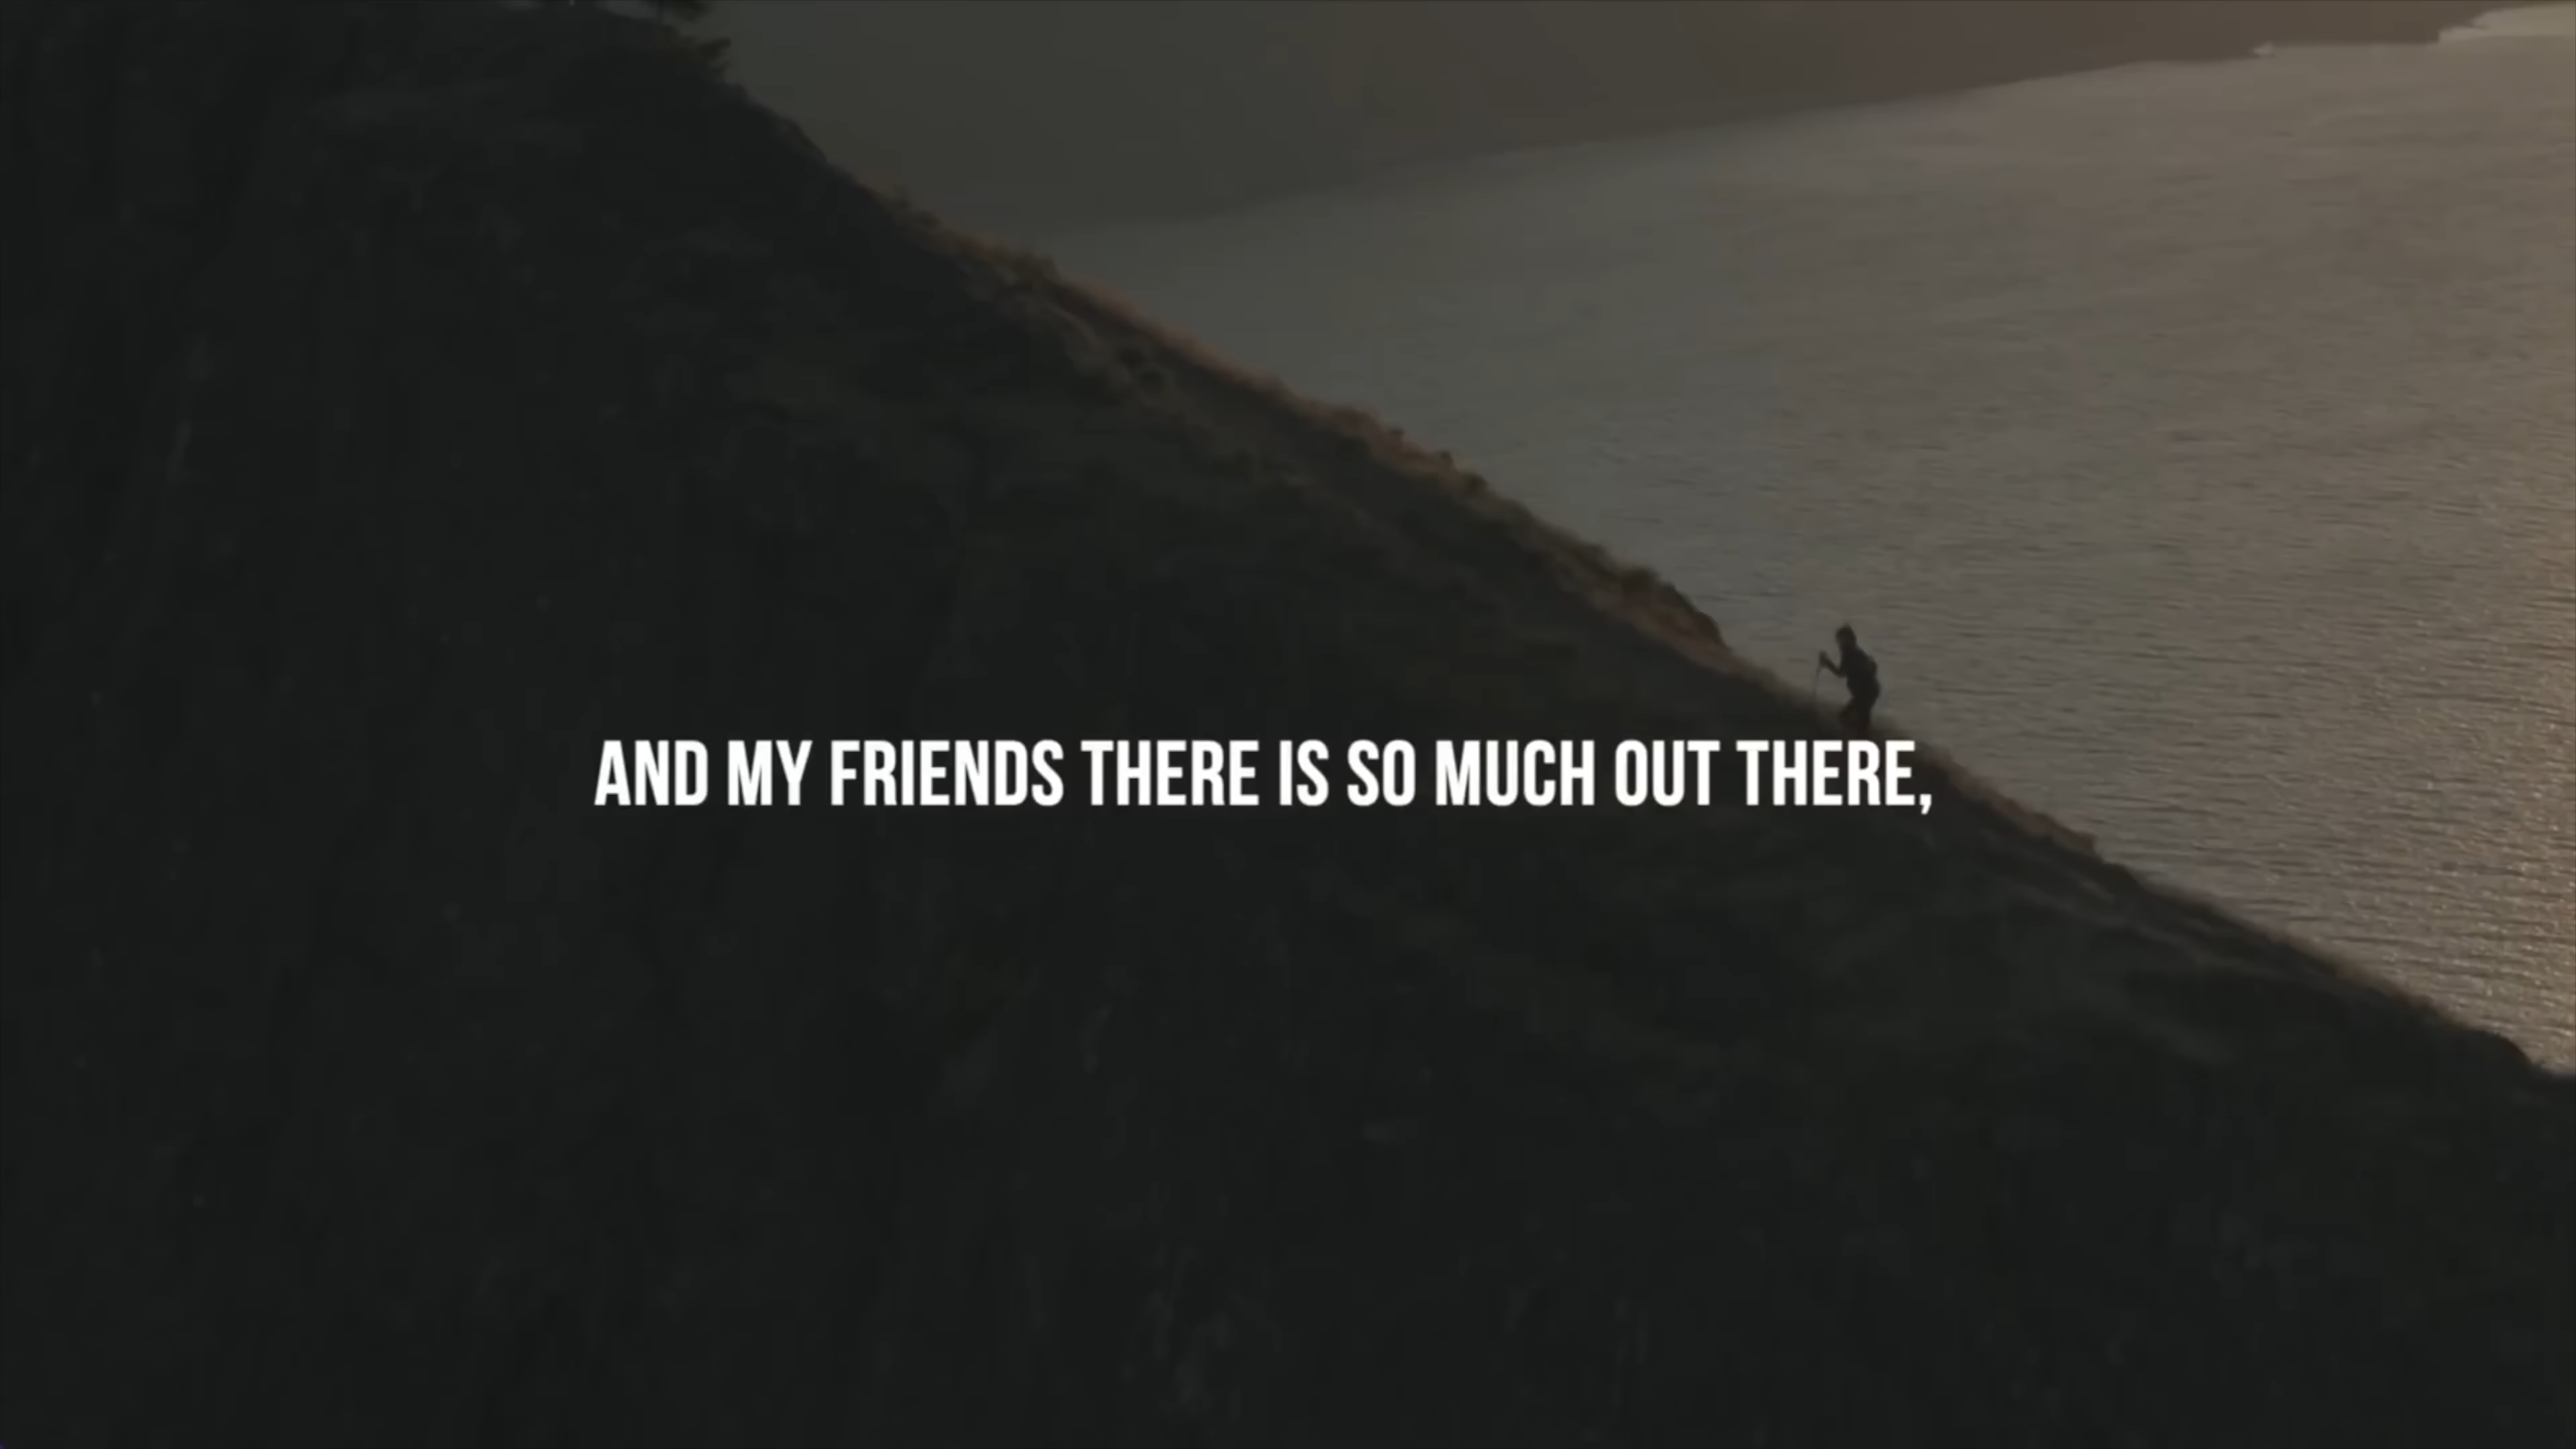 AND MY FRIENDS THERE IS SO MUCH OUT THERE,